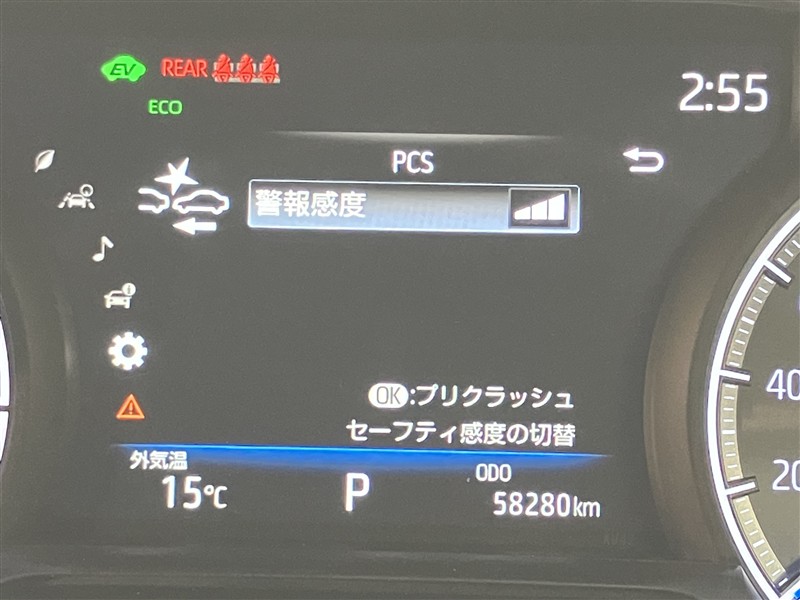 EV REAR
2:55
ECO
PCS
警報感度
OK:プリクラッシュ
セーフティ感度の切替
外気温
15℃
P
ODO
58280km
40
20